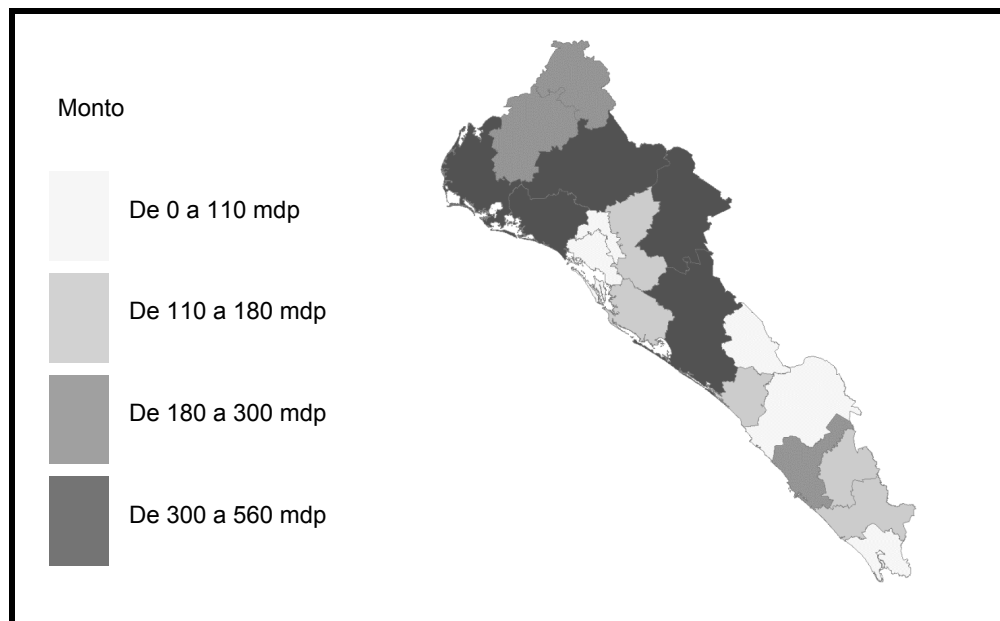 Monto
De 0 a 110 mdp
De 110 a 180 mdp
De 180 a 300 mdp
De 300 a 560 mdp